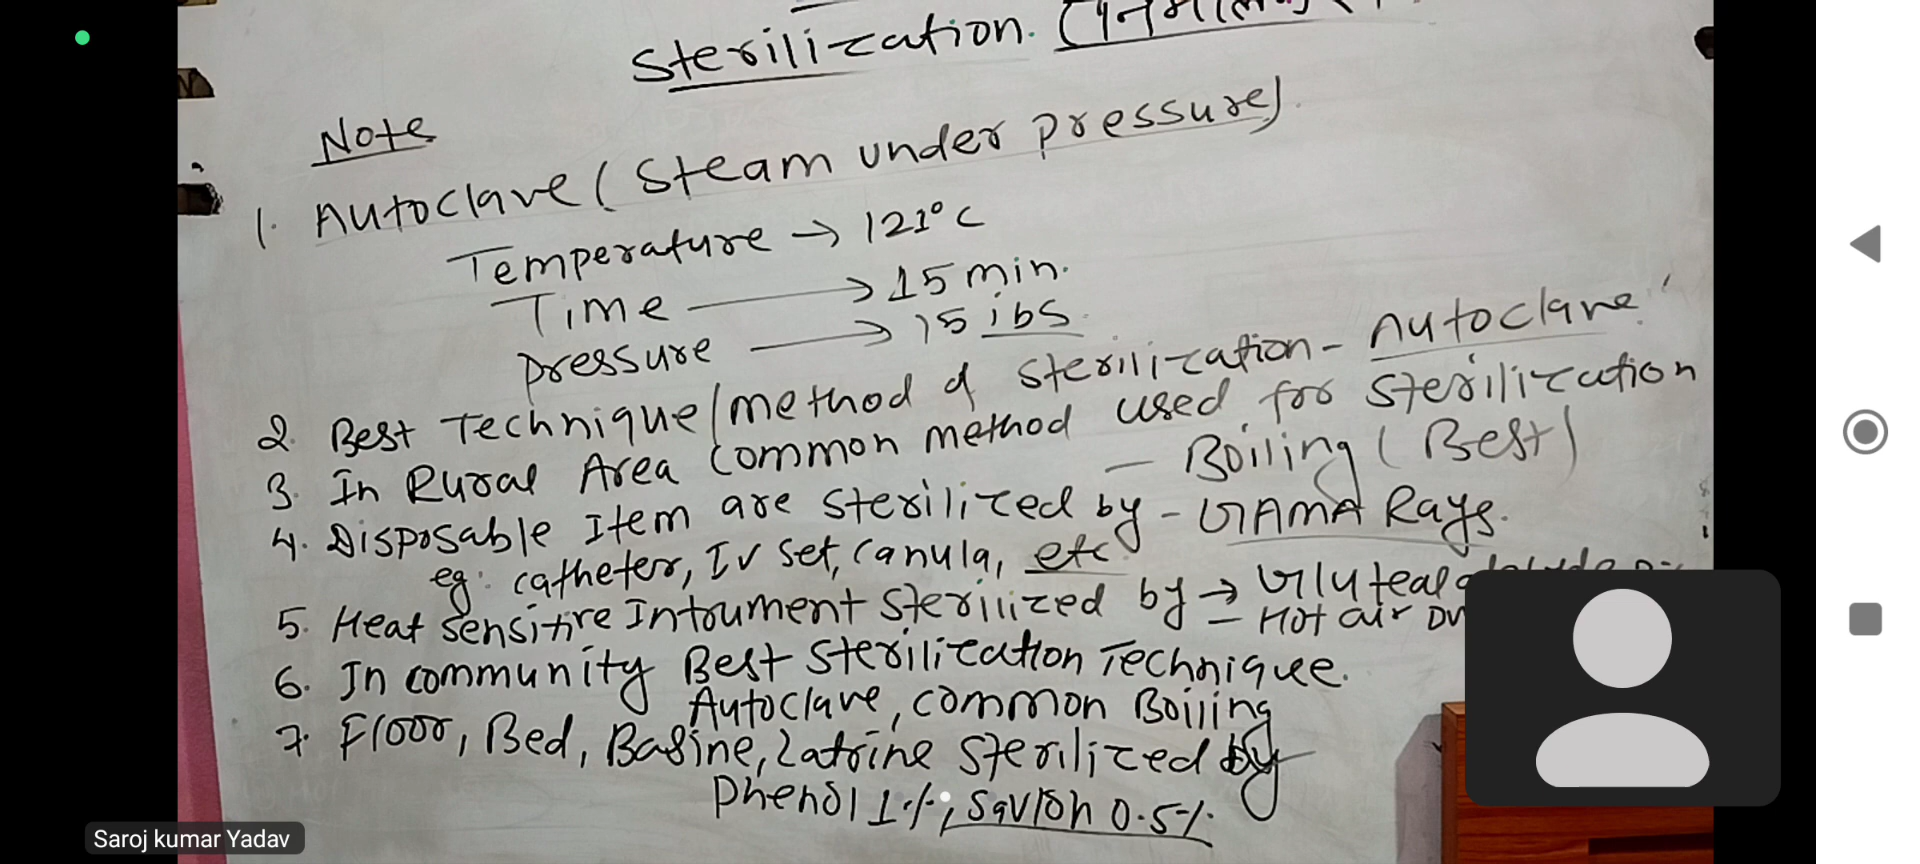 Sterilization.
Note
1. Autoclave (Steam under pressure)
Temperature → 121°C
Time → 15 min.
Pressure → 15 ibs
2. Best Technique/method of sterilization - Autoclave
3. In Rural Area Common method used for sterilization
- Boiling (Best)
4. Disposable Item are sterilized by - GAMA Rays.
eg: catheter, IV set, canula, etc
5. Heat sensitive Intrument sterilized by →
- Hot air
6. In community Best Sterilization Technique.
Autoclave, common Boiling
7. Floor, Bed, Basine, Latrine sterilized by
Phenol 1%, Savlon 0.5%.
Saroj kumar Yadav